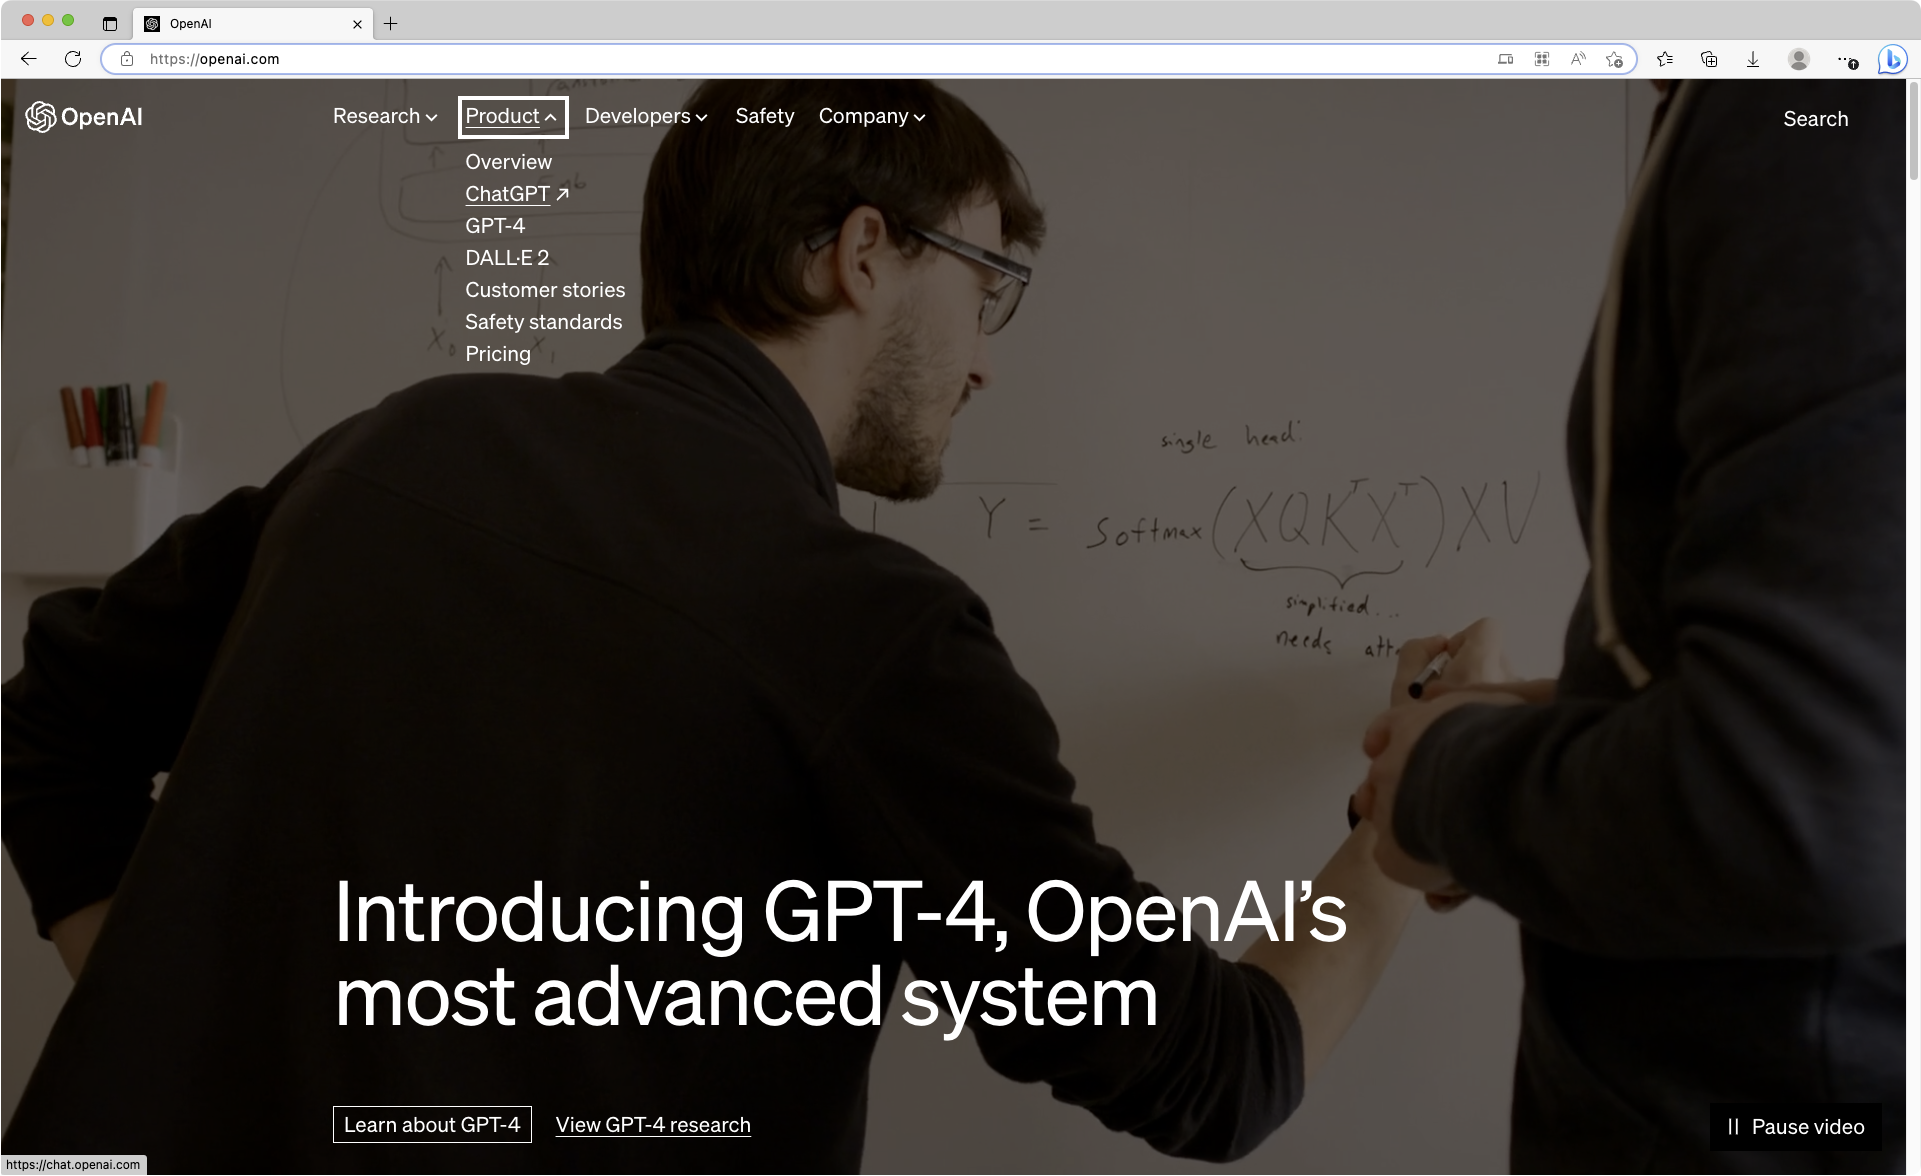 OpenAI
https://openai.com
OpenAI
Research
Product
Developers
Safety
Company
Search
Overview
ChatGPT ↗
GPT-4
DALL·E 2
Customer stories
Safety standards
Pricing
X₀
X₁
single head:
Y = Softmax(XQKᵀXᵀ)XV
simplified...
needs
Introducing GPT-4, OpenAI’s
most advanced system
Learn about GPT-4
View GPT-4 research
Pause video
https://chat.openai.com